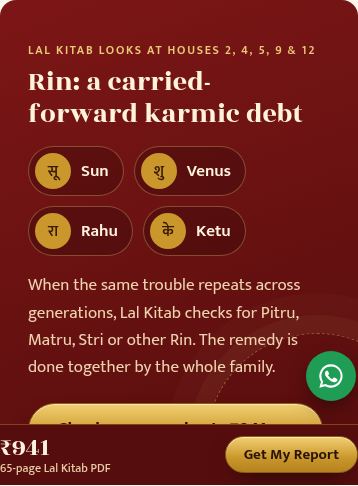 LAL KITAB LOOKS AT HOUSES 2, 4, 5, 9 & 12
Rin: a carried-
forward karmic debt
सू Sun
शु Venus
रा Rahu
के Ketu
When the same trouble repeats across
generations, Lal Kitab checks for Pitru,
Matru, Stri or other Rin. The remedy is
done together by the whole family.
₹941
65-page Lal Kitab PDF
Get My Report